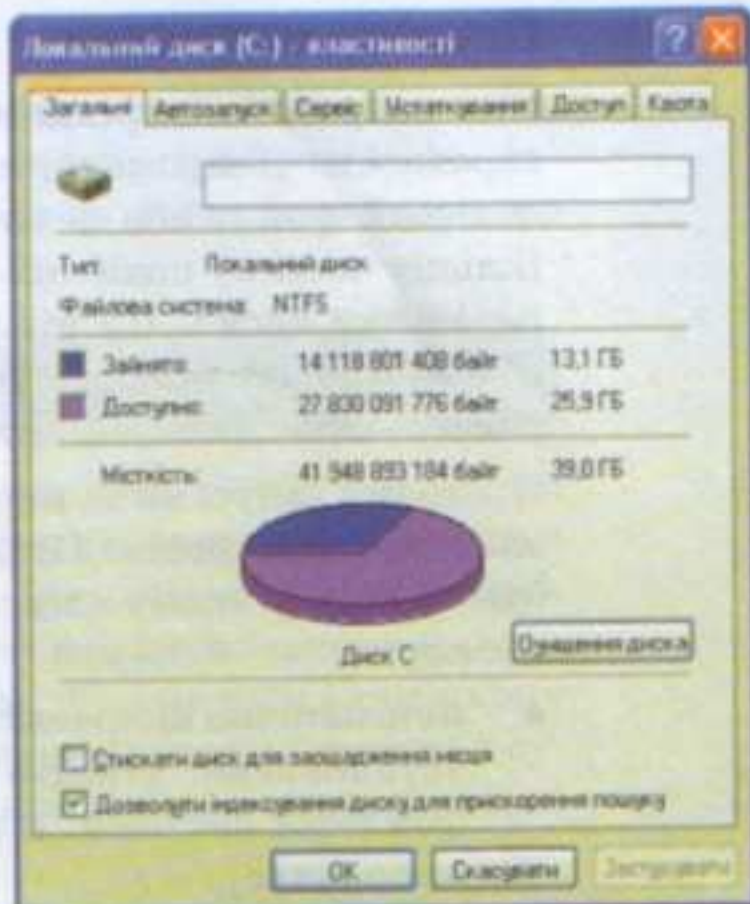 Локальний диск (C:) - властивості
Загальні Автозапуск Сервіс Устаткування Доступ Квота
Тип: Локальний диск
Файлова система: NTFS
Зайнято: 14 118 801 408 байт 13,1 ГБ
Доступно: 27 830 091 776 байт 25,9 ГБ
Місткість: 41 948 893 184 байт 39,0 ГБ
Диск C
Очищення диска
Стискати диск для заощадження місця
Дозволити індексування диску для прискорення пошуку
ОК Скасувати Застосувати